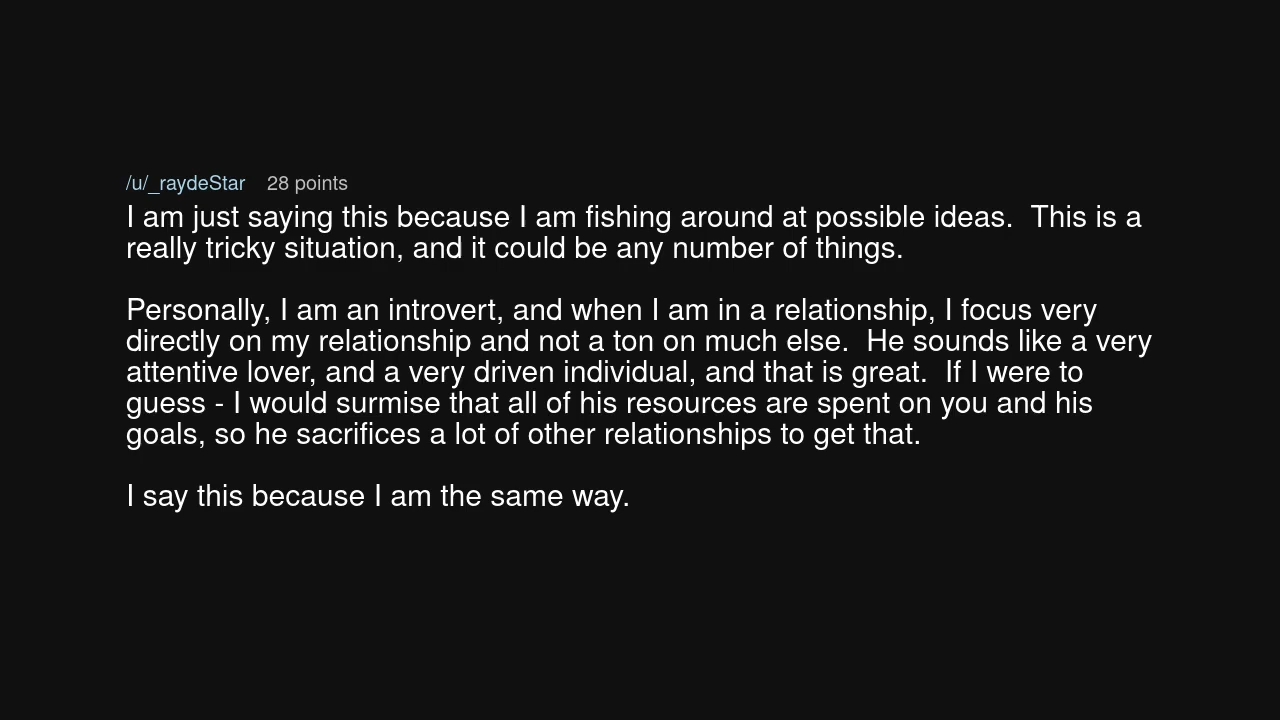 /u/_raydeStar 28 points
I am just saying this because I am fishing around at possible ideas.  This is a
really tricky situation, and it could be any number of things.
Personally, I am an introvert, and when I am in a relationship, I focus very
directly on my relationship and not a ton on much else.  He sounds like a very
attentive lover, and a very driven individual, and that is great.  If I were to
guess - I would surmise that all of his resources are spent on you and his
goals, so he sacrifices a lot of other relationships to get that.
I say this because I am the same way.